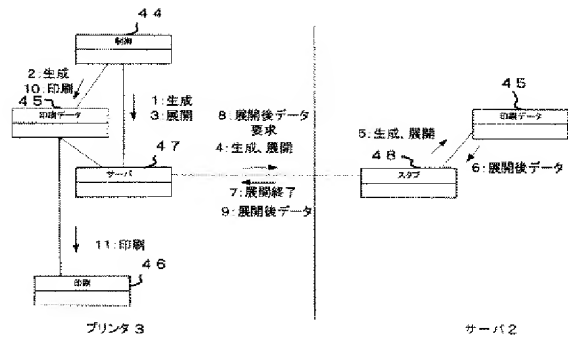 44
制御
2:生成
10:印刷
45
印刷データ
1:生成
3:展開
8:展開後データ
要求
4:生成、展開
47
サーバ
7:展開終了
9:展開後データ
11:印刷
46
印刷
プリンタ3
45
印刷データ
5:生成、展開
48
スタブ
6:展開後データ
サーバ2